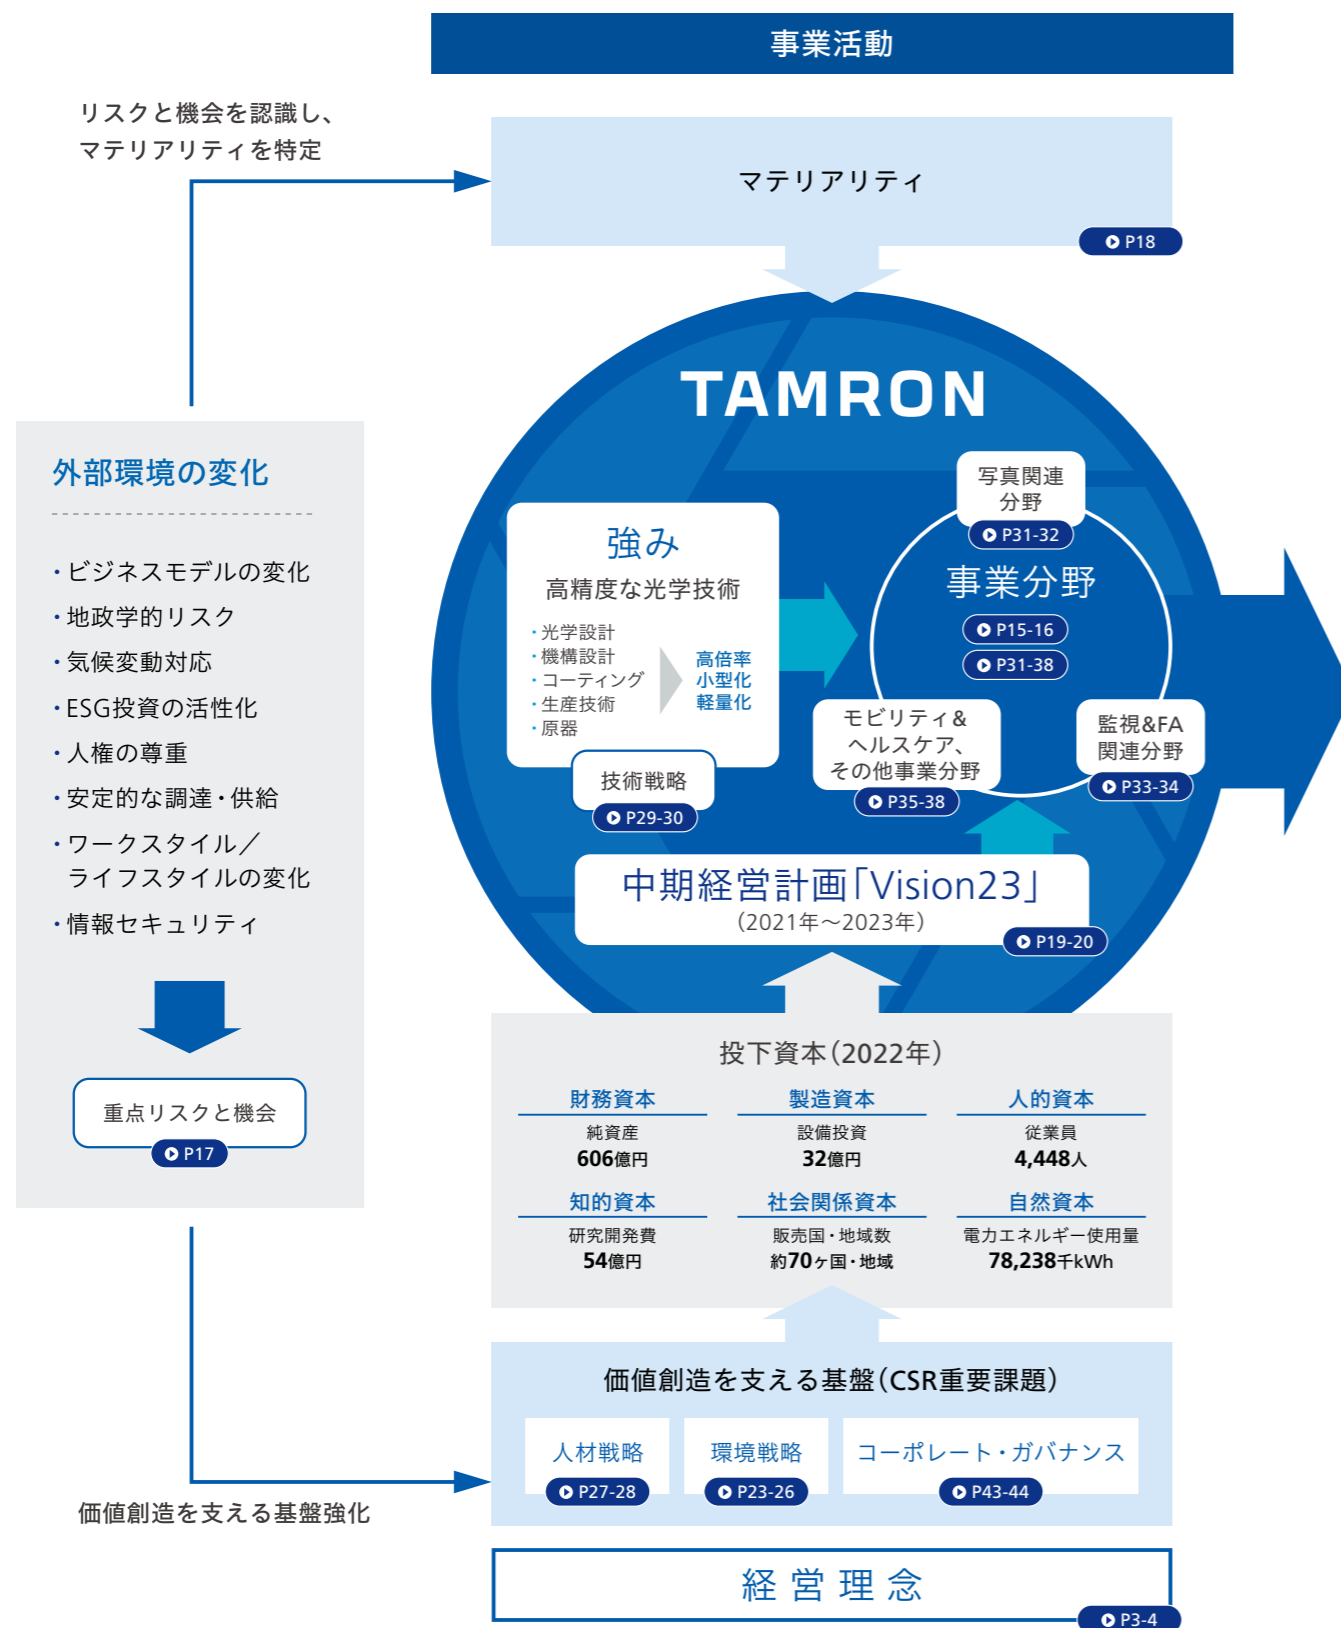 事業活動
リスクと機会を認識し、
マテリアリティを特定
マテリアリティ
P18
TAMRON
外部環境の変化
・ビジネスモデルの変化
・地政学的リスク
・気候変動対応
・ESG投資の活性化
・人権の尊重
・安定的な調達・供給
・ワークスタイル／
ライフスタイルの変化
・情報セキュリティ
重点リスクと機会
P17
強み
高精度な光学技術
・光学設計
・機構設計
・コーティング
・生産技術
・原器
高倍率
小型化
軽量化
技術戦略
P29-30
写真関連
分野
P31-32
事業分野
P15-16
P31-38
モビリティ&
ヘルスケア、
その他事業分野
P35-38
監視&FA
関連分野
P33-34
中期経営計画「Vision23」
（2021年～2023年）
P19-20
投下資本（2022年）
財務資本
純資産
606億円
製造資本
設備投資
32億円
人的資本
従業員
4,448人
知的資本
研究開発費
54億円
社会関係資本
販売国・地域数
約70ヶ国・地域
自然資本
電力エネルギー使用量
78,238千kWh
価値創造を支える基盤（CSR重要課題）
人材戦略
P27-28
環境戦略
P23-26
コーポレート・ガバナンス
P43-44
価値創造を支える基盤強化
経営理念
P3-4